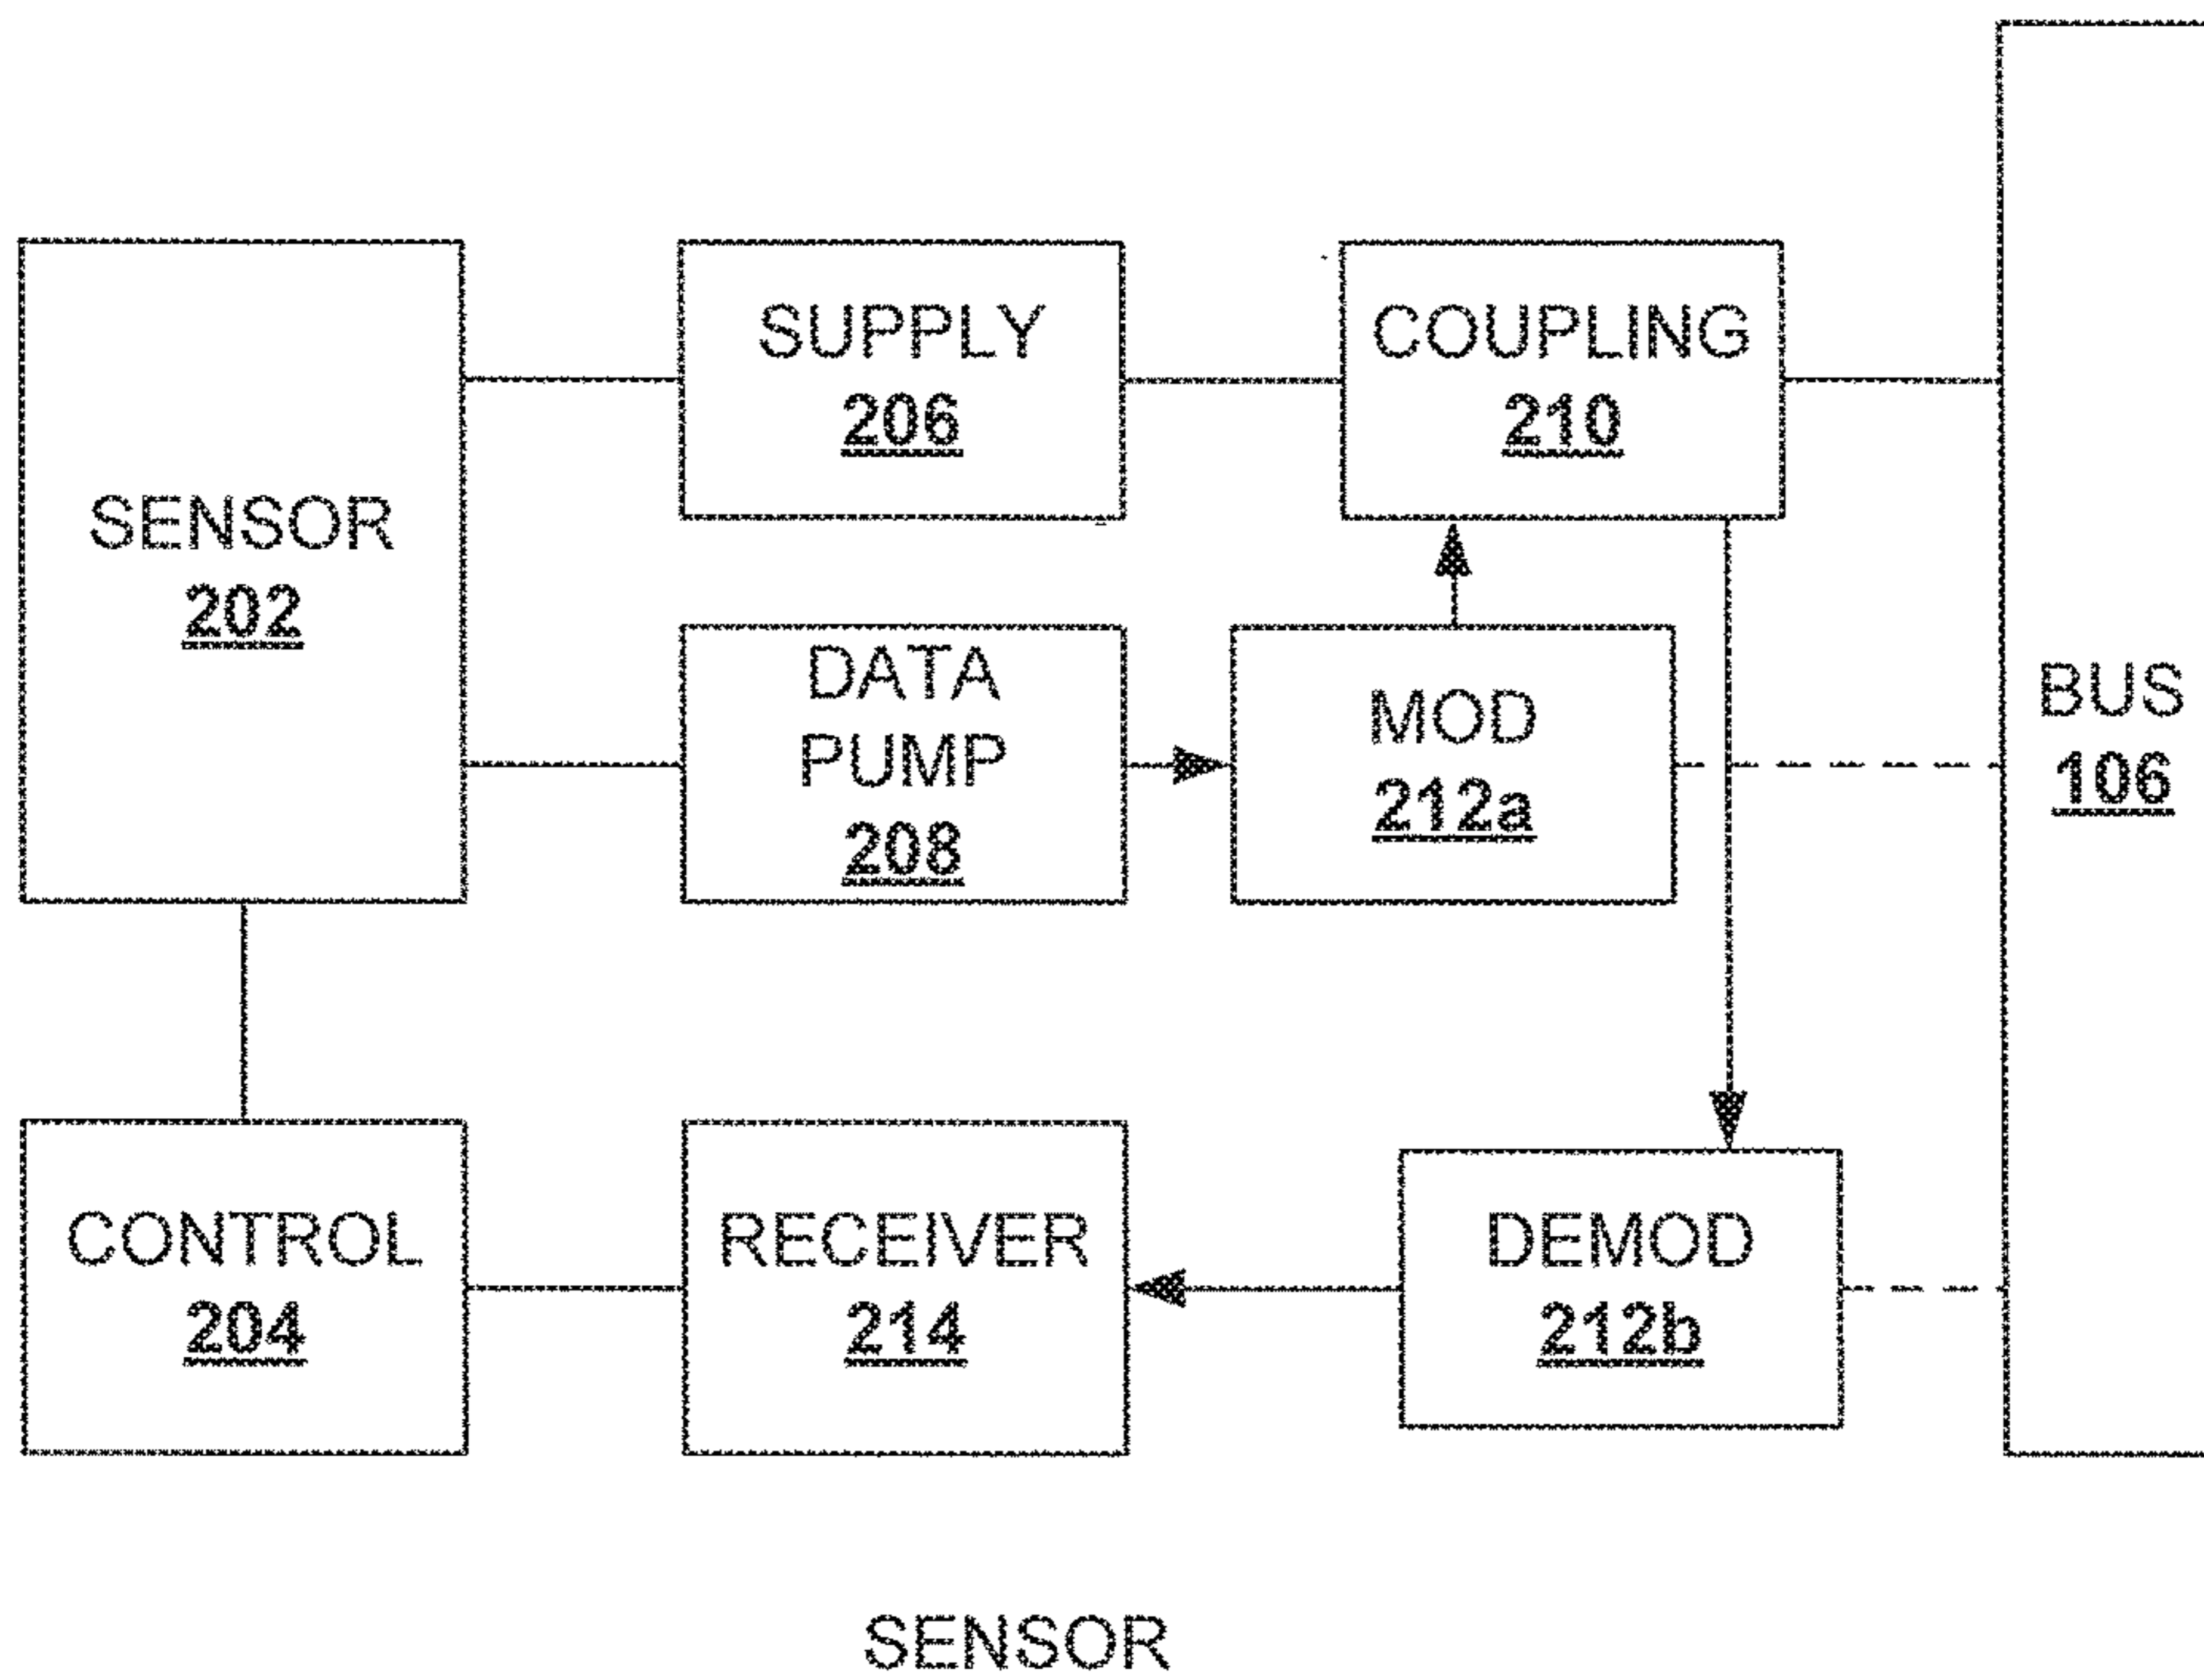 SENSOR
202
SUPPLY
206
COUPLING
210
DATA
PUMP
208
MOD
212a
BUS
106
CONTROL
204
RECEIVER
214
DEMOD
212b
SENSOR